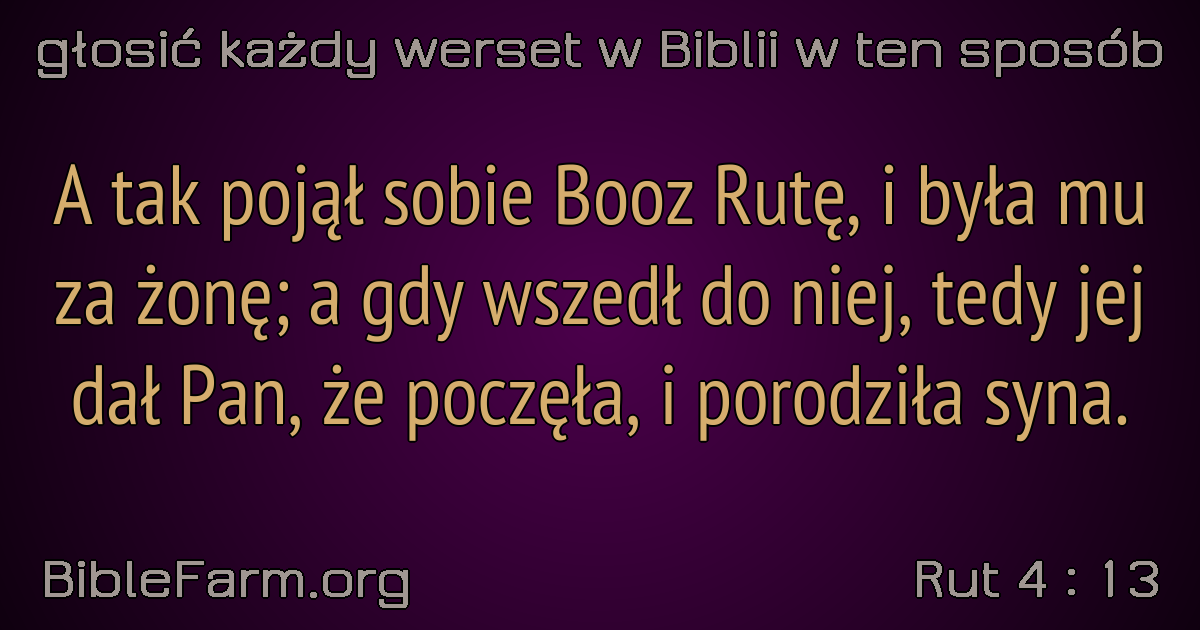 głosić każdy werset w Biblii w ten sposób
A tak pojął sobie Booz Rutę, i była mu
za żonę; a gdy wszedł do niej, tedy jej
dał Pan, że poczęła, i porodziła syna.
BibleFarm.org
Rut 4 : 13